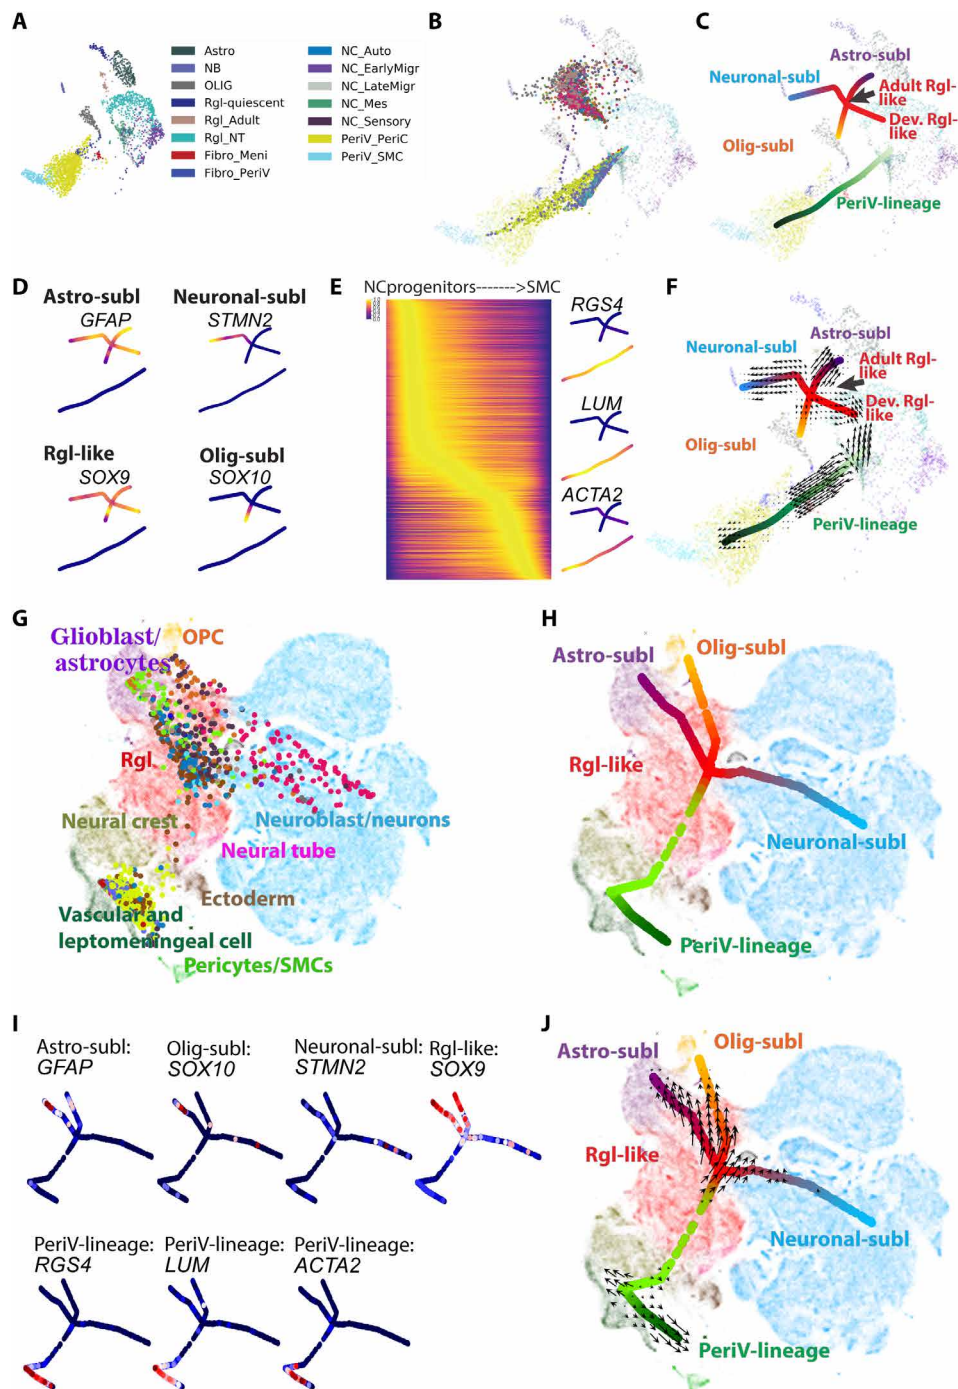 A
Astro
NB
OLIG
Rgl-quiescent
Rgl_Adult
Rgl_NT
Fibro_Meni
Fibro_PeriV
NC_Auto
NC_EarlyMigr
NC_LateMigr
NC_Mes
NC_Sensory
PeriV_PeriC
PeriV_SMC
B
C
Astro-subl
Neuronal-subl
Adult Rgl-
like
Dev. Rgl-
like
Olig-subl
PeriV-lineage
D
Astro-subl
GFAP
Neuronal-subl
STMN2
Rgl-like
SOX9
Olig-subl
SOX10
E
NCprogenitors------->SMC
RGS4
LUM
ACTA2
F
Astro-subl
Neuronal-subl
Adult Rgl-
like
Dev. Rgl-
like
Olig-subl
PeriV-lineage
G
Glioblast/
astrocytes
OPC
Rgl
Neural crest
Neuroblast/neurons
Neural tube
Ectoderm
Vascular and
leptomeningeal cell
Pericytes/SMCs
H
Astro-subl
Olig-subl
Rgl-like
Neuronal-subl
PeriV-lineage
I
Astro-subl:
GFAP
Olig-subl:
SOX10
Neuronal-subl:
STMN2
Rgl-like:
SOX9
PeriV-lineage:
RGS4
PeriV-lineage:
LUM
PeriV-lineage:
ACTA2
J
Astro-subl
Olig-subl
Rgl-like
Neuronal-subl
PeriV-lineage